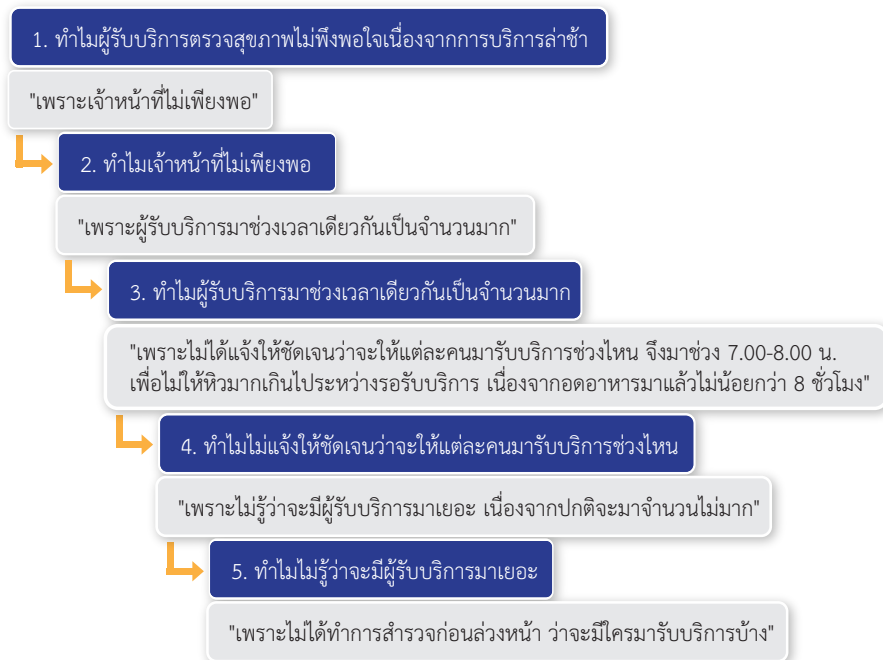 1. ทำไมผู้รับบริการตรวจสุขภาพไม่พึงพอใจเนื่องจากการบริการล่าช้า
"เพราะเจ้าหน้าที่ไม่เพียงพอ"
2. ทำไมเจ้าหน้าที่ไม่เพียงพอ
"เพราะผู้รับบริการมาช่วงเวลาเดียวกันเป็นจำนวนมาก"
3. ทำไมผู้รับบริการมาช่วงเวลาเดียวกันเป็นจำนวนมาก
"เพราะไม่ได้แจ้งให้ชัดเจนว่าจะให้แต่ละคนมารับบริการช่วงไหน จึงมาช่วง 7.00-8.00 น.
เพื่อไม่ให้หิวมากเกินไประหว่างรอรับบริการ เนื่องจากอดอาหารมาแล้วไม่น้อยกว่า 8 ชั่วโมง"
4. ทำไมไม่แจ้งให้ชัดเจนว่าจะให้แต่ละคนมารับบริการช่วงไหน
"เพราะไม่รู้ว่าจะมีผู้รับบริการมาเยอะ เนื่องจากปกติจะมาจำนวนไม่มาก"
5. ทำไมไม่รู้ว่าจะมีผู้รับบริการมาเยอะ
"เพราะไม่ได้ทำการสำรวจก่อนล่วงหน้า ว่าจะมีใครมารับบริการบ้าง"